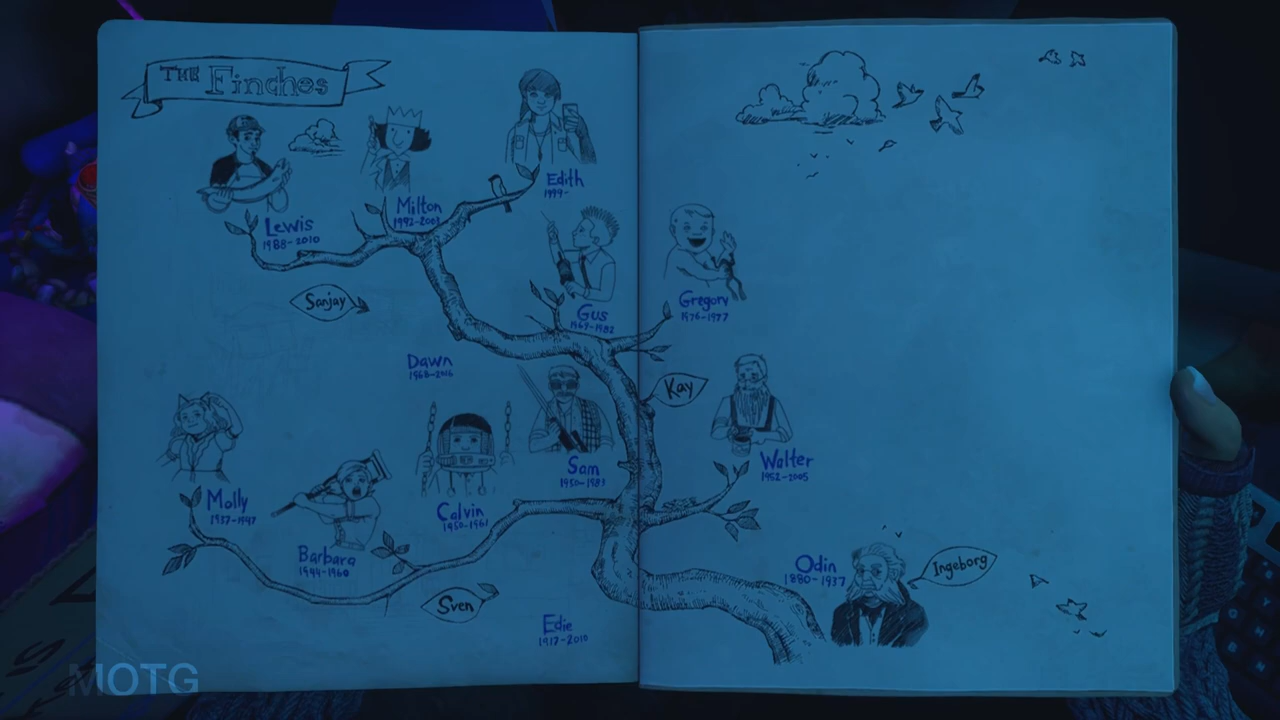 THE Finches
Edith
1999-
Lewis
1988-2010
Milton
1992-2003
Sanjay
Gus
1969-1982
Gregory
1976-1977
Dawn
1968-2016
Kay
Molly
1937-1947
Barbara
1944-1960
Calvin
1950-1961
Sam
1950-1983
Walter
1952-2005
Sven
Edie
1917-2010
Odin
1880-1937
Ingeborg
MOTG